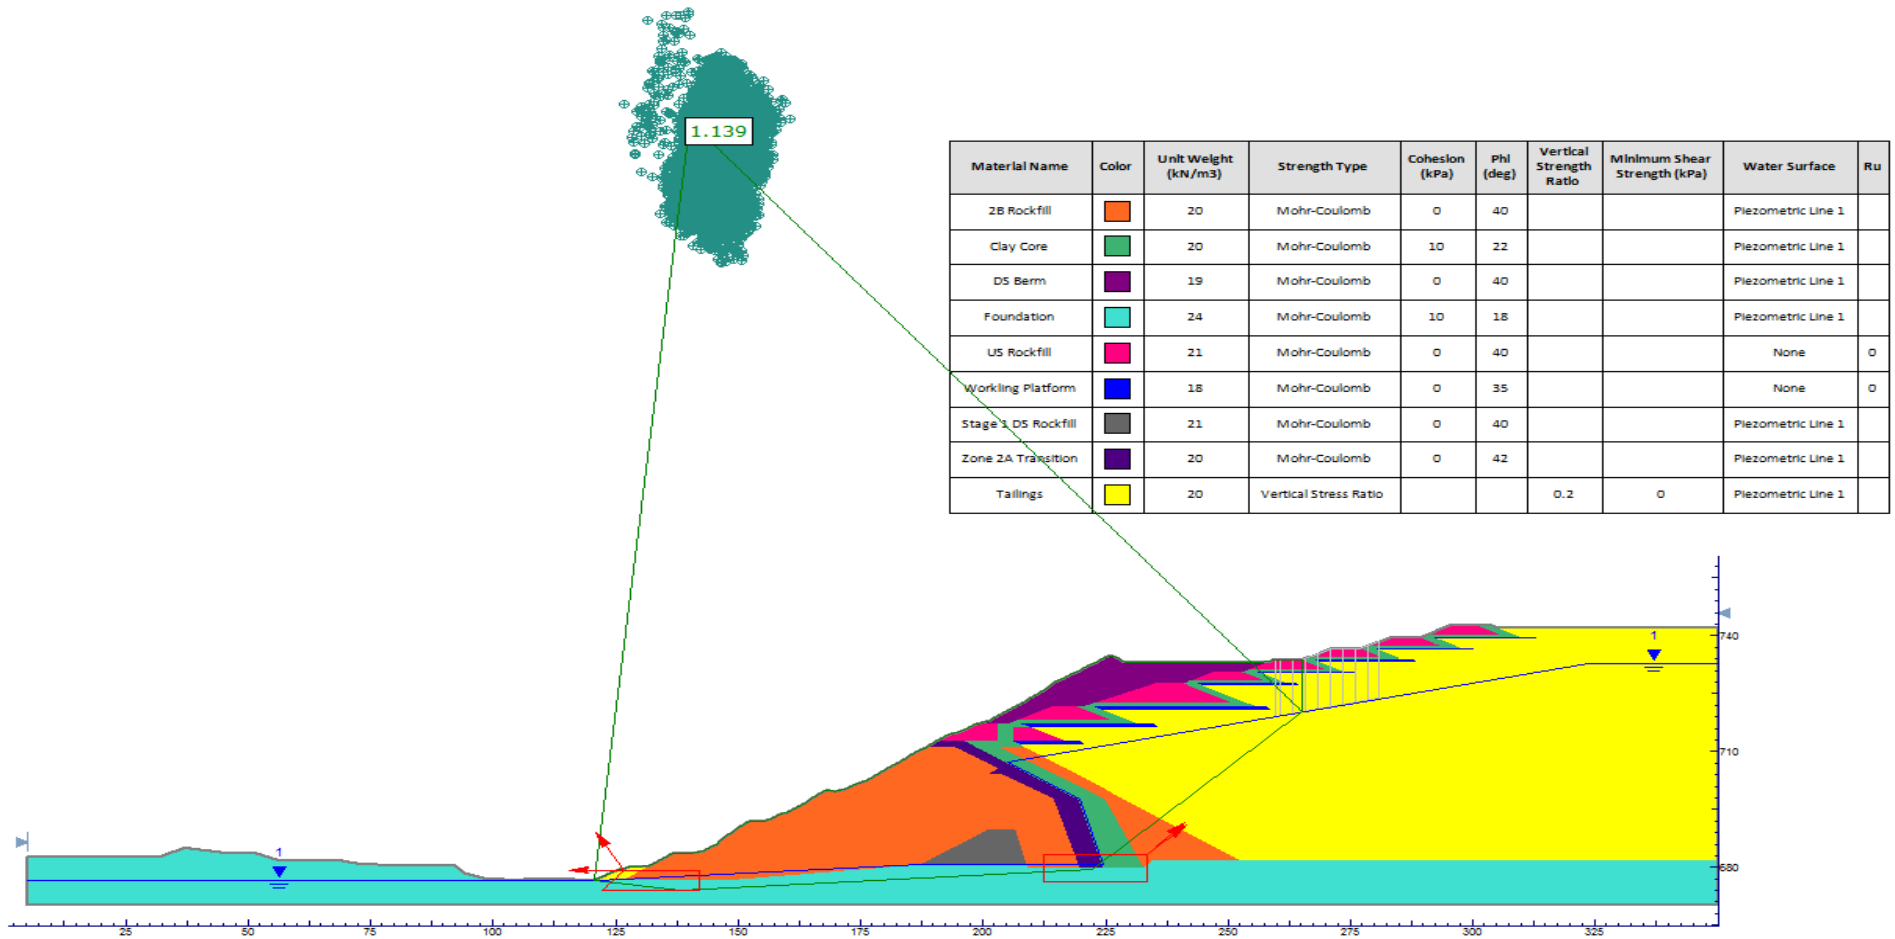 1.139
Material Name Color Unit Weight (kN/m3) Strength Type Cohesion (kPa) Phi (deg) Vertical Strength Ratio Minimum Shear Strength (kPa) Water Surface Ru
2B Rockfill 20 Mohr-Coulomb 0 40 Piezometric Line 1
Clay Core 20 Mohr-Coulomb 10 22 Piezometric Line 1
DS Berm 19 Mohr-Coulomb 0 40 Piezometric Line 1
Foundation 24 Mohr-Coulomb 10 18 Piezometric Line 1
US Rockfill 21 Mohr-Coulomb 0 40 None 0
Working Platform 18 Mohr-Coulomb 0 35 None 0
Stage 1 DS Rockfill 21 Mohr-Coulomb 0 40 Piezometric Line 1
Zone 2A Transition 20 Mohr-Coulomb 0 42 Piezometric Line 1
Tailings 20 Vertical Stress Ratio 0.2 0 Piezometric Line 1
1
740
710
1
680
25 50 75 100 125 150 175 200 225 250 275 300 325